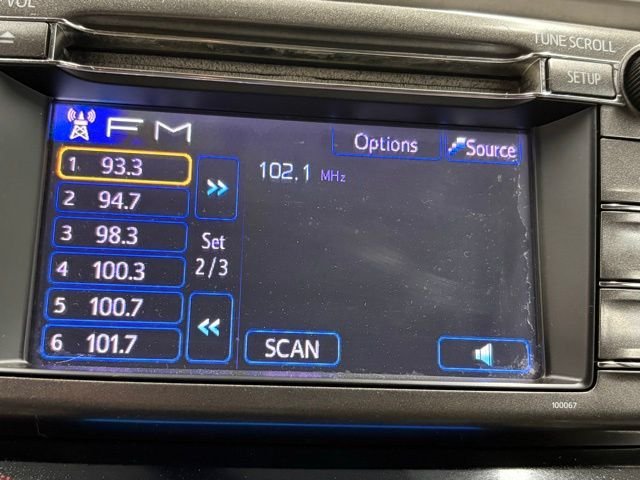 VOL
TUNE SCROLL
SETUP
FM
Options
Source
1 93.3
102.1 MHz
2 94.7
3 98.3
Set
2/3
4 100.3
5 100.7
6 101.7
SCAN
100067